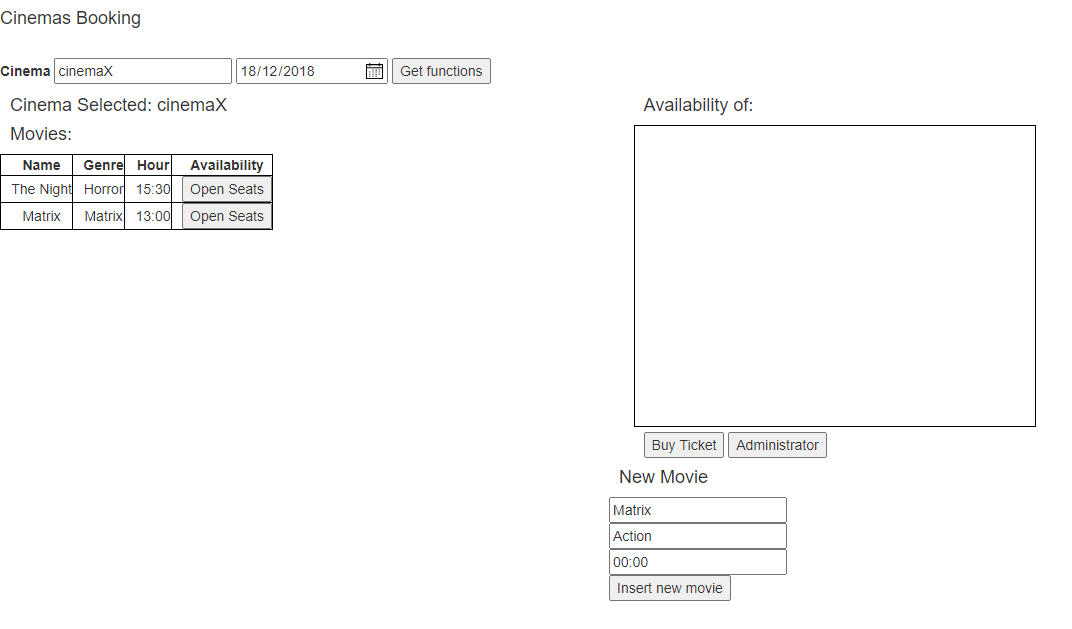 Cinemas Booking
Cinema cinemaX 18/12/2018 Get functions
Cinema Selected: cinemaX
Movies:
Name Genre Hour Availability
The Night Horror 15:30 Open Seats
Matrix Matrix 13:00 Open Seats
Availability of:
Buy Ticket Administrator
New Movie
Matrix
Action
00:00
Insert new movie